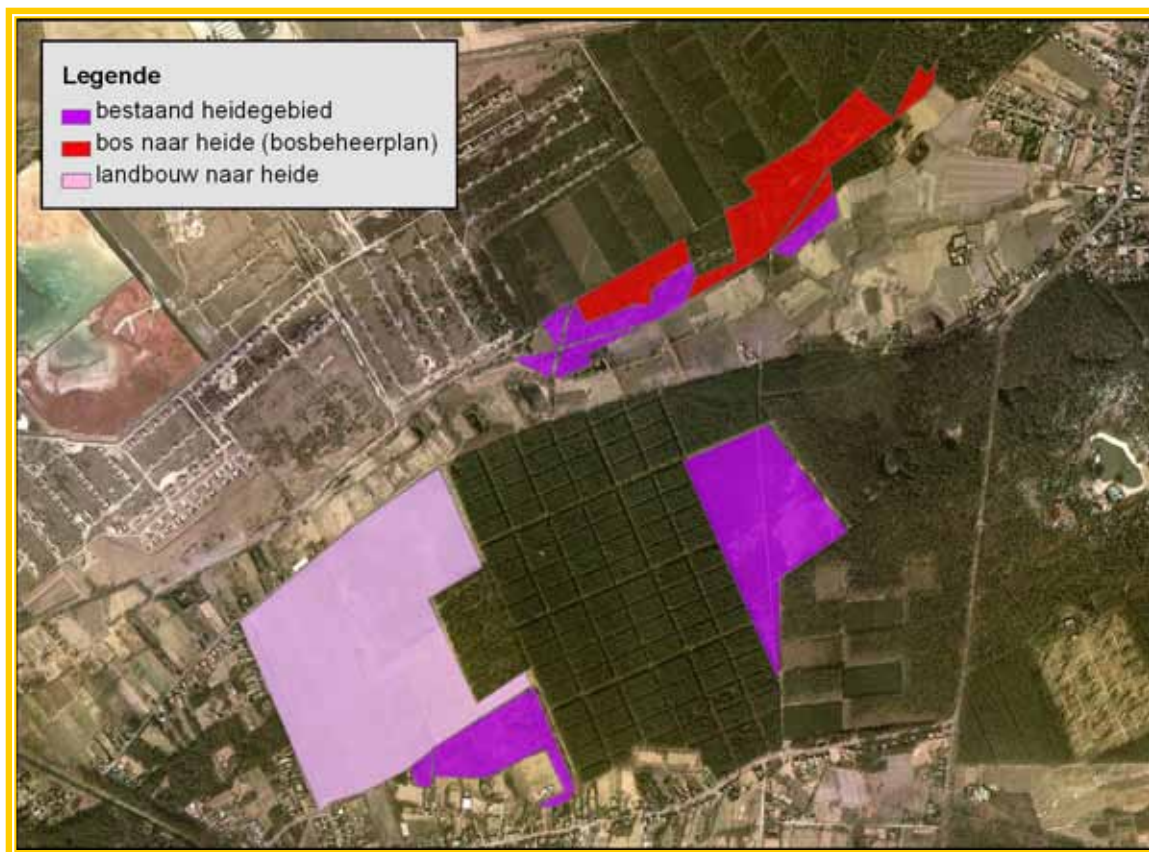 Legende
bestaand heidegebied
bos naar heide (bosbeheerplan)
landbouw naar heide